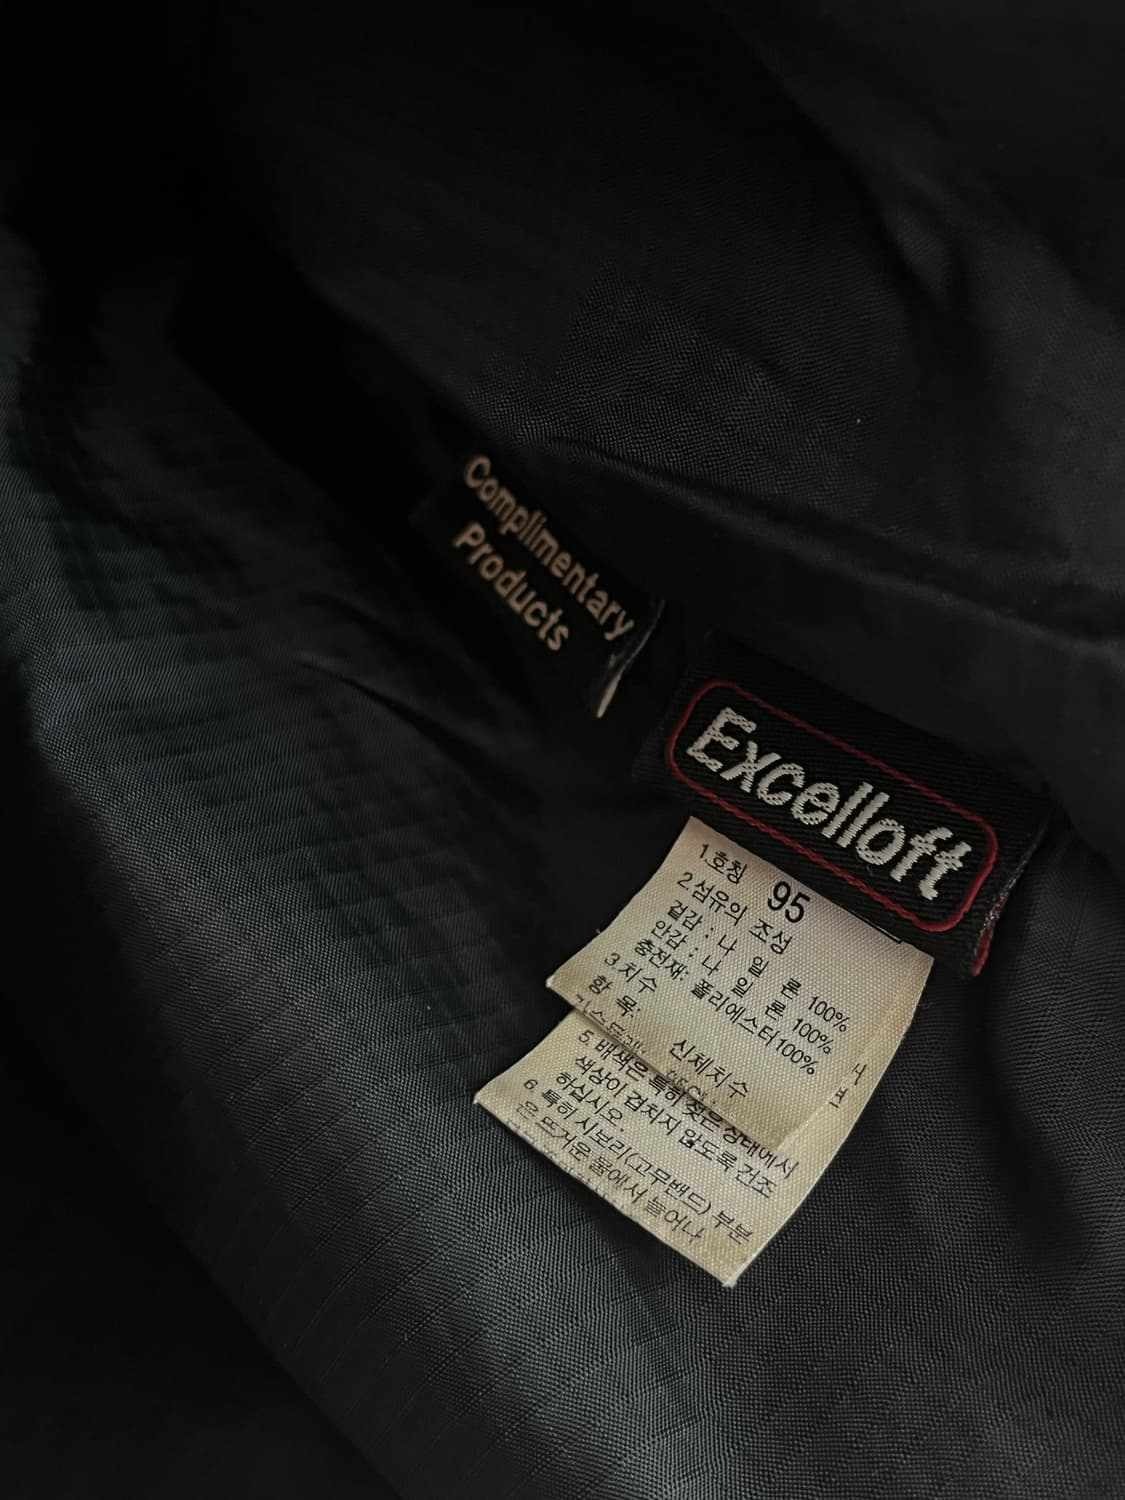 Complimentary
Products
Excelloft
1.호칭 95
2 섬유의 조성
겉감 : 나 일 론 100%
안감 : 나 일 론 100%
충전재: 폴리에스터100%
3.치수
항 목: 신체치수
5. 배색은 특히 젖은 상태에서
색상이 겹치지 않도록 건조
하십시오.
6. 특히 시보리(고무밴드) 부분
은 뜨거운 물에서 늘어나